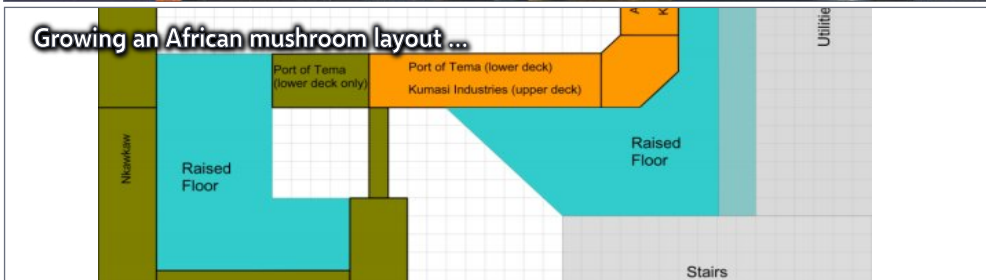 Growing an African mushroom layout ...
Utilitie
Port of Tema
(lower deck only)
Port of Tema (lower deck)
Kumasi Industries (upper deck)
Nkawkaw
Raised
Floor
Raised
Floor
Stairs